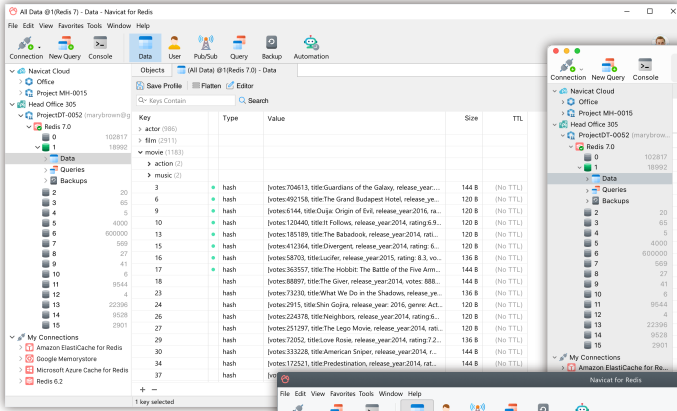 All Data @1(Redis 7) - Data - Navicat for Redis
File Edit View Favorites Tools Window Help
Connection New Query Console Data User Pub/Sub Query Backup Automation
Objects (All Data) @1(Redis 7.0) - Data
Save Profile Flatten Editor
Keys Contain Search
Key Type Value Size TTL
actor (986)
film (2911)
movie (1183)
action (2)
music (2)
3 hash [votes:704613, title:Guardians of the Galaxy, release_year:... 144 B (No TTL)
6 hash [votes:492158, title:The Grand Budapest Hotel, release_ye... 120 B (No TTL)
9 hash [votes:6144, title:Ouija: Origin of Evil, release_year:2016, ra... 120 B (No TTL)
10 hash [votes:120440, title:It Follows, release_year:2014, rating:6.9... 120 B (No TTL)
13 hash [votes:185189, title:The Babadook, release_year:2014, rati... 120 B (No TTL)
15 hash [votes:412364, title:Divergent, release_year:2014, rating: 6... 120 B (No TTL)
16 hash [votes:58703, title:Lucifer, release_year:2015, rating: 8.3, vo... 136 B (No TTL)
17 hash [votes:363557, title:The Hobbit: The Battle of the Five Arm... 144 B (No TTL)
18 hash [votes:88897, title:The Giver, release_year:2014, votes: 888... 144 B (No TTL)
23 hash [votes:73230, title:What We Do in the Shadows, release_ye... 136 B (No TTL)
24 hash [votes:2915, title:Shin Gojira, release_year: 2016, genre: Act... 120 B (No TTL)
26 hash [votes:224378, title:Neighbors, release_year:2014, rating:6... 120 B (No TTL)
27 hash [votes:251297, title:The Lego Movie, release_year:2014, rati... 120 B (No TTL)
29 hash [votes:72052, title:Love Rosie, release_year:2014, rating:7.2... 136 B (No TTL)
30 hash [votes:333228, title:American Sniper, release_year:2014, r... 144 B (No TTL)
34 hash [votes:172521, title:Predestination, release_year:2014, rat... 144 B (No TTL)
37 hash
1 key selected
Navicat Cloud
Office
Project MH-0015
Head Office 305
ProjectDT-0052 (marybrown@g
Redis 7.0
0 102817
1 18992
Data
Queries
Backups
2 20
3 65
4 5
5 4000
6 600000
7 569
8 27
9 41
10 6
11 9544
12 4
13 22396
14 9528
15 2901
My Connections
Amazon ElastiCache for Redis
Google Memorystore
Microsoft Azure Cache for Redis
Redis 6.2
Connection New Query Console
Navicat Cloud
Office
Project MH-0015
Head Office 305
ProjectDT-0052 (marybrow...
Redis 7.0
0 102817
1 18992
Data
Queries
Backups
2 20
3 65
4 5
5 4000
6 600000
7 569
8 27
9 41
10 6
11 9544
12 4
13 22396
14 9528
15 2901
My Connections
Amazon ElastiCache for Re...
Navicat for Redis
File Edit View Favorites Tools Window Help